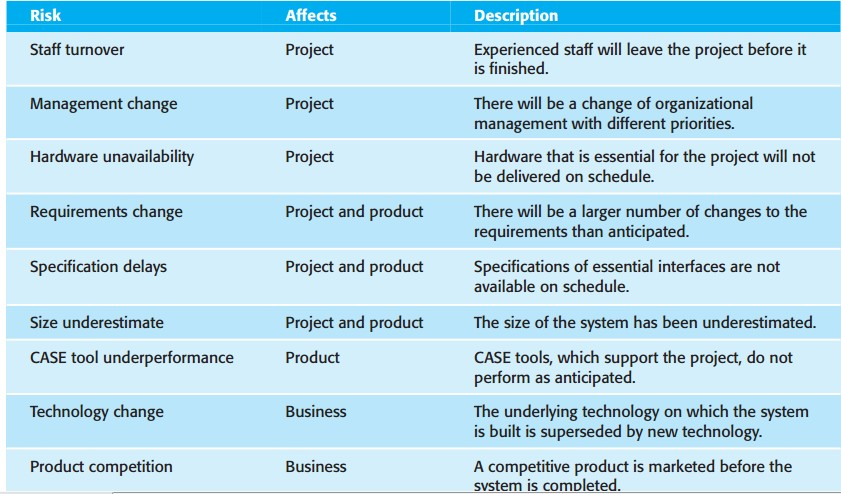 Risk Affects Description
Staff turnover Project Experienced staff will leave the project before it
is finished.
Management change Project There will be a change of organizational
management with different priorities.
Hardware unavailability Project Hardware that is essential for the project will not
be delivered on schedule.
Requirements change Project and product There will be a larger number of changes to the
requirements than anticipated.
Specification delays Project and product Specifications of essential interfaces are not
available on schedule.
Size underestimate Project and product The size of the system has been underestimated.
CASE tool underperformance Product CASE tools, which support the project, do not
perform as anticipated.
Technology change Business The underlying technology on which the system
is built is superseded by new technology.
Product competition Business A competitive product is marketed before the
system is completed.